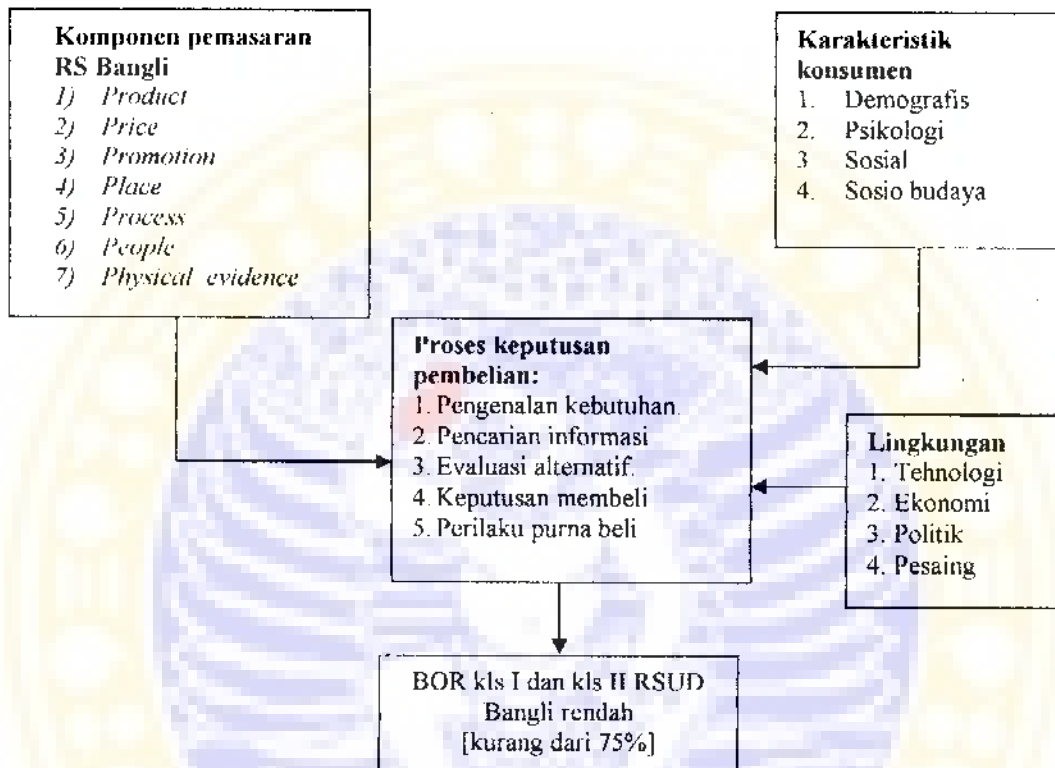 Komponen pemasaran
RS Bangli
1) Product
2) Price
3) Promotion
4) Place
5) Process
6) People
7) Physical evidence
Karakteristik
konsumen
1. Demografis
2. Psikologi
3 Sosial
4. Sosio budaya
Proses keputusan
pembelian:
1. Pengenalan kebutuhan.
2. Pencarian informasi
3. Evaluasi alternatif.
4. Keputusan membeli
5. Perilaku purna beli
Lingkungan
1. Tehnologi
2. Ekonomi
3. Politik
4. Pesaing
BOR kls I dan kls II RSUD
Bangli rendah
[kurang dari 75%]